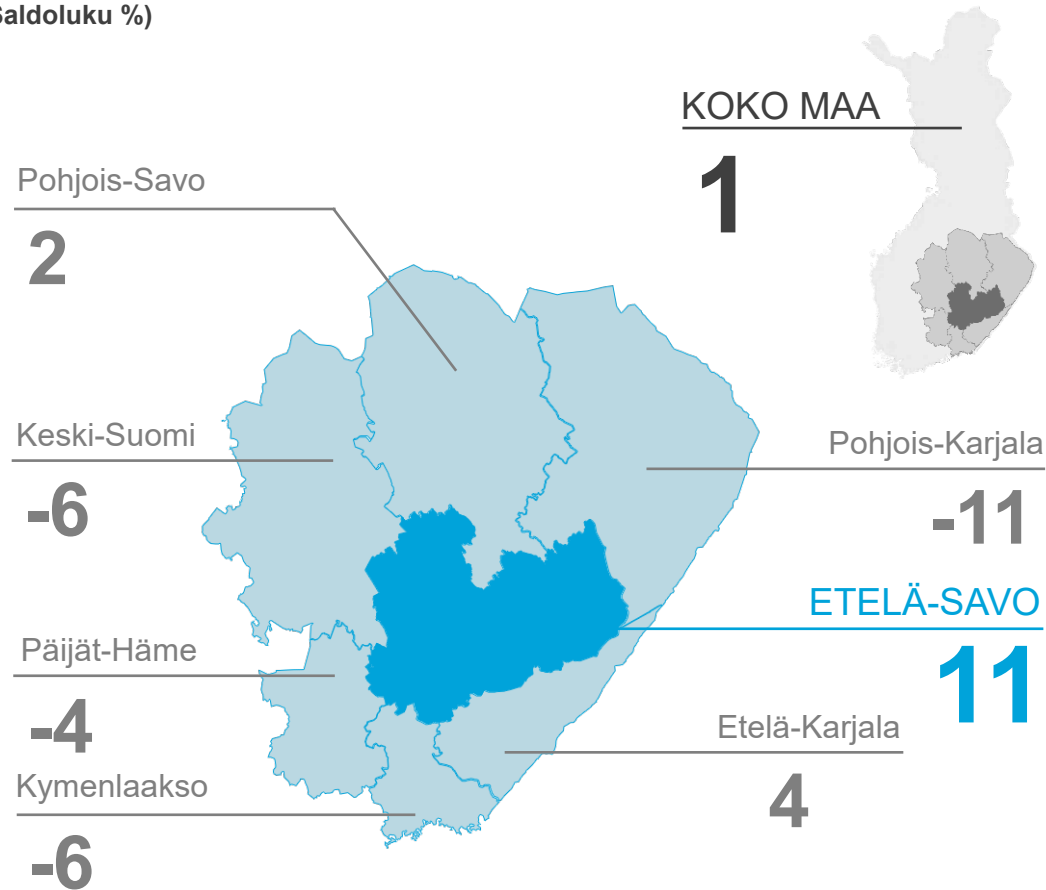 Saldoluku %)
KOKO MAA
1
Pohjois-Savo
2
Keski-Suomi
-6
Pohjois-Karjala
-11
ETELÄ-SAVO
11
Päijät-Häme
-4
Etelä-Karjala
4
Kymenlaakso
-6